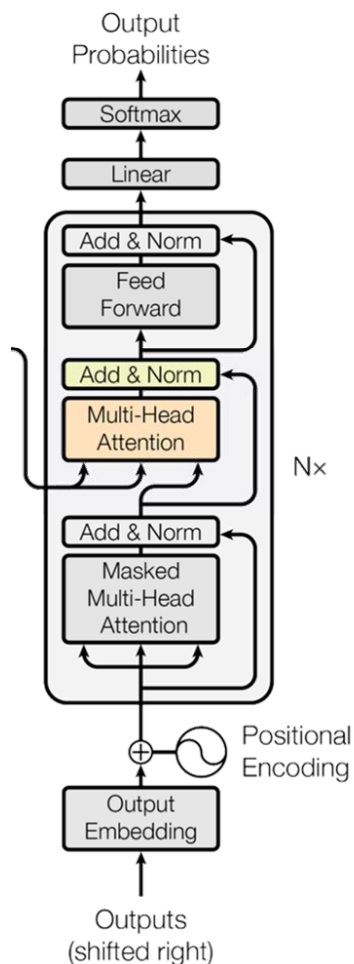 Output
Probabilities
Softmax
Linear
Add & Norm
Feed
Forward
Add & Norm
Multi-Head
Attention
N×
Add & Norm
Masked
Multi-Head
Attention
Positional
Encoding
Output
Embedding
Outputs
(shifted right)